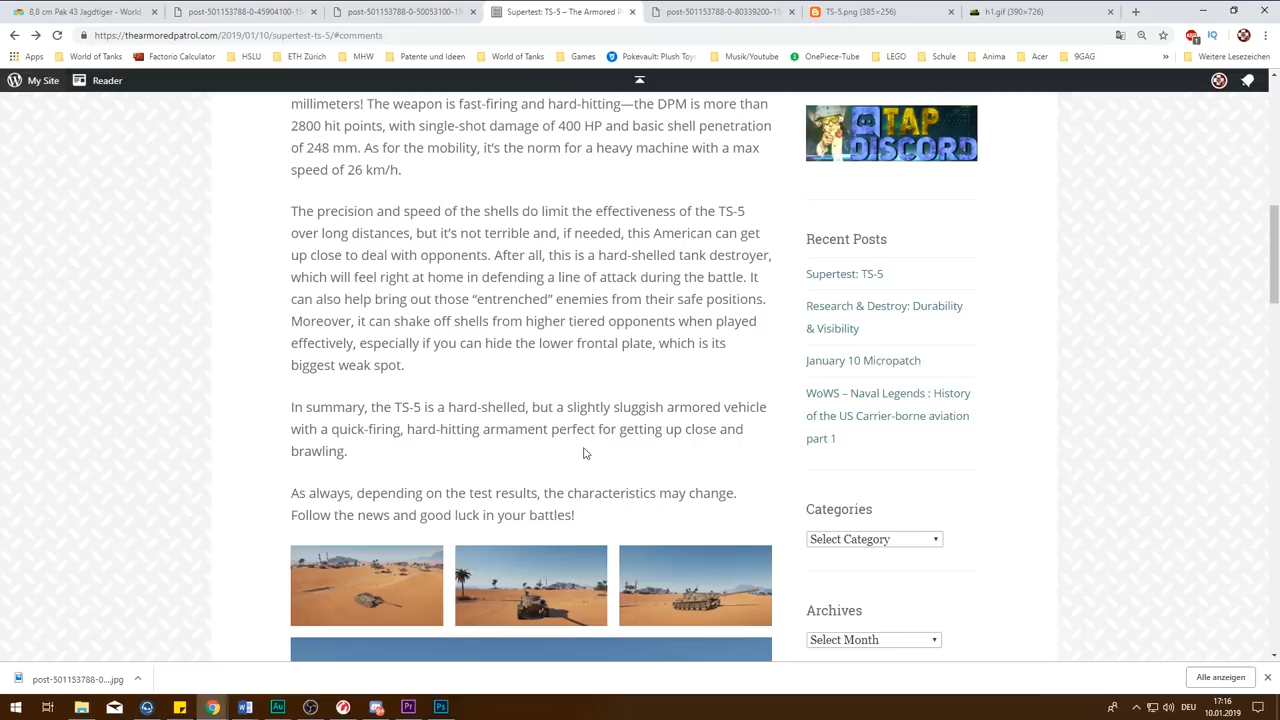 8,8 cm Pak 43 Jagdtiger - World
post-501153788-0-45904100-15
post-501153788-0-50053100-15
Supertest: TS-5 – The Armored P
post-501153788-0-80339200-15
TS-5.png (385×256)
h1.gif (390×726)
https://thearmoredpatrol.com/2019/01/10/supertest-ts-5/#comments
Apps
World of Tanks
Factorio Calculator
HSLU
ETH Zürich
MHW
Patente und Ideen
World of Tanks
Games
Pokevault: Plush Toys
Musik/Youtube
OnePiece-Tube
LEGO
Schule
Anima
Acer
9GAG
»
Weitere Lesezeichen
My Site
Reader
millimeters! The weapon is fast-firing and hard-hitting—the DPM is more than
2800 hit points, with single-shot damage of 400 HP and basic shell penetration
of 248 mm. As for the mobility, it's the norm for a heavy machine with a max
speed of 26 km/h.
The precision and speed of the shells do limit the effectiveness of the TS-5
over long distances, but it's not terrible and, if needed, this American can get
up close to deal with opponents. After all, this is a hard-shelled tank destroyer,
which will feel right at home in defending a line of attack during the battle. It
can also help bring out those “entrenched” enemies from their safe positions.
Moreover, it can shake off shells from higher tiered opponents when played
effectively, especially if you can hide the lower frontal plate, which is its
biggest weak spot.
In summary, the TS-5 is a hard-shelled, but a slightly sluggish armored vehicle
with a quick-firing, hard-hitting armament perfect for getting up close and
brawling.
As always, depending on the test results, the characteristics may change.
Follow the news and good luck in your battles!
TAP
DISCORD
Recent Posts
Supertest: TS-5
Research & Destroy: Durability
& Visibility
January 10 Micropatch
WoWS – Naval Legends : History
of the US Carrier-borne aviation
part 1
Categories
Select Category
Archives
Select Month
post-501153788-0....jpg
Alle anzeigen
DEU
17:16
10.01.2019